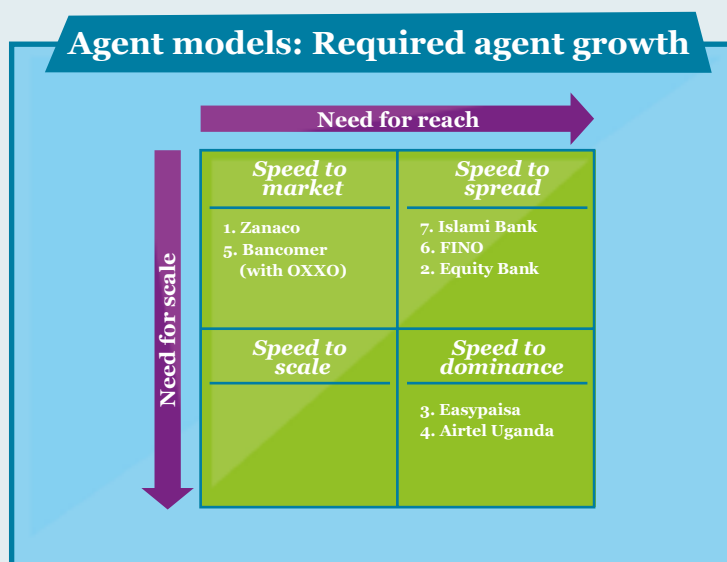 Agent models: Required agent growth
Need for reach
Need for scale
Speed to
market
1. Zanaco
5. Bancomer
(with OXXO)
Speed to
spread
7. Islami Bank
6. FINO
2. Equity Bank
Speed to
scale
Speed to
dominance
3. Easypaisa
4. Airtel Uganda